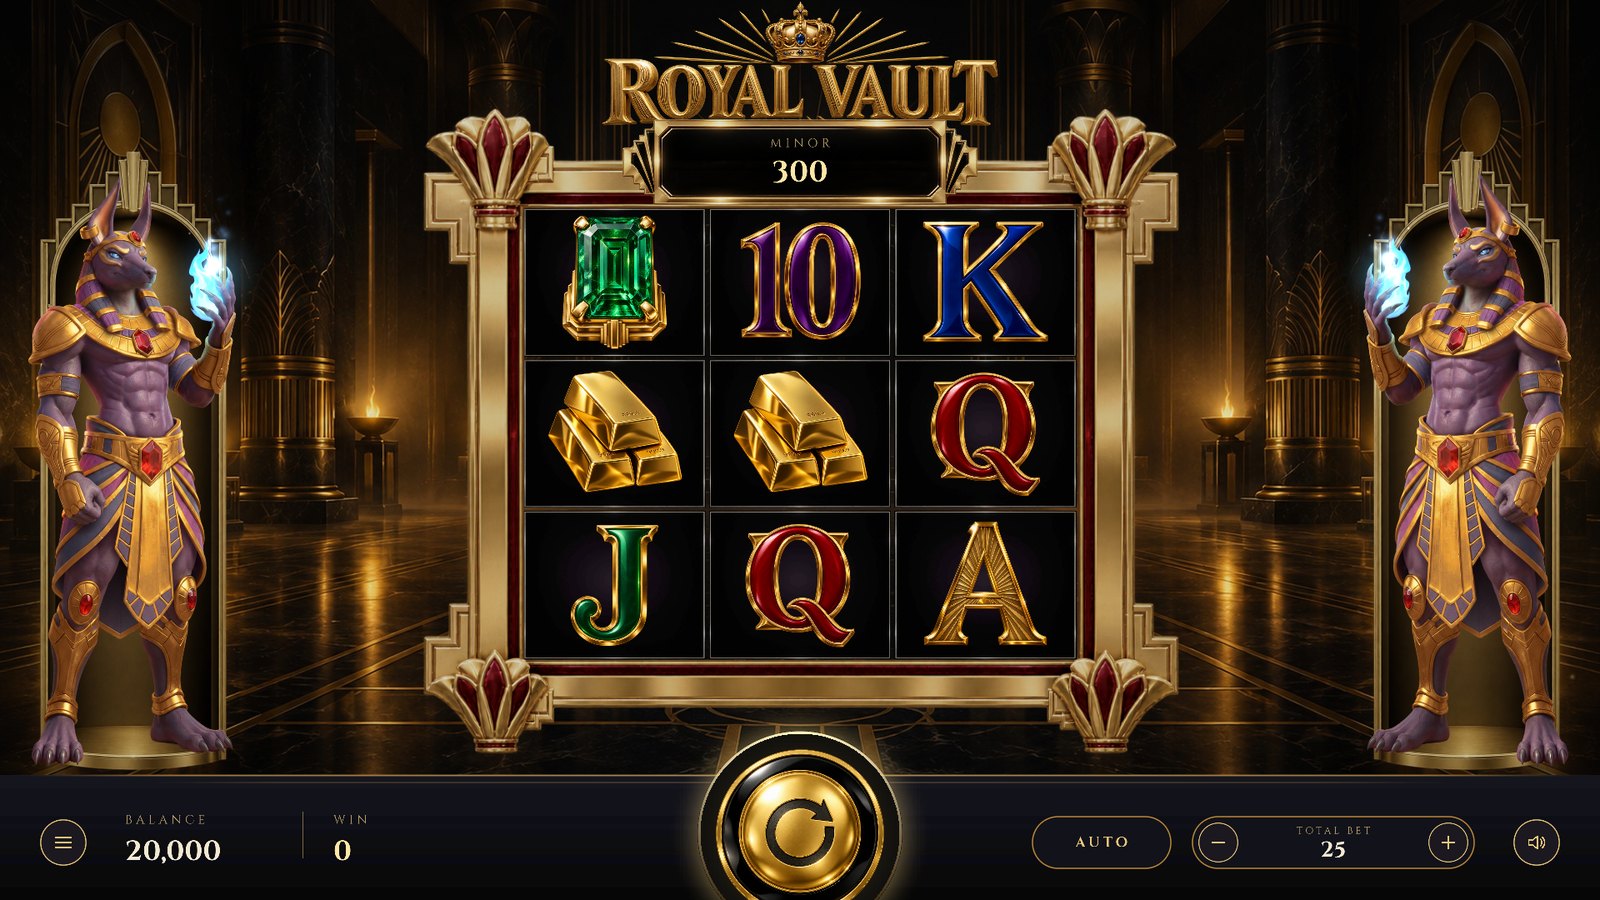 ROYAL VAULT
MINOR
300
10 K
Q
J Q A
BALANCE
20,000
WIN
0
AUTO
TOTAL BET
25